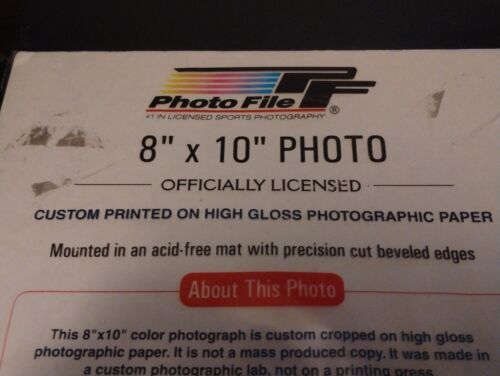 PF
Photo File ®
#1 IN LICENSED SPORTS PHOTOGRAPHY
8" x 10" PHOTO
OFFICIALLY LICENSED
CUSTOM PRINTED ON HIGH GLOSS PHOTOGRAPHIC PAPER
Mounted in an acid-free mat with precision cut beveled edges
About This Photo
This 8"x10" color photograph is custom cropped on high gloss
photographic paper. It is not a mass produced copy. It was made in
a custom photographic lab, not on a printing press.